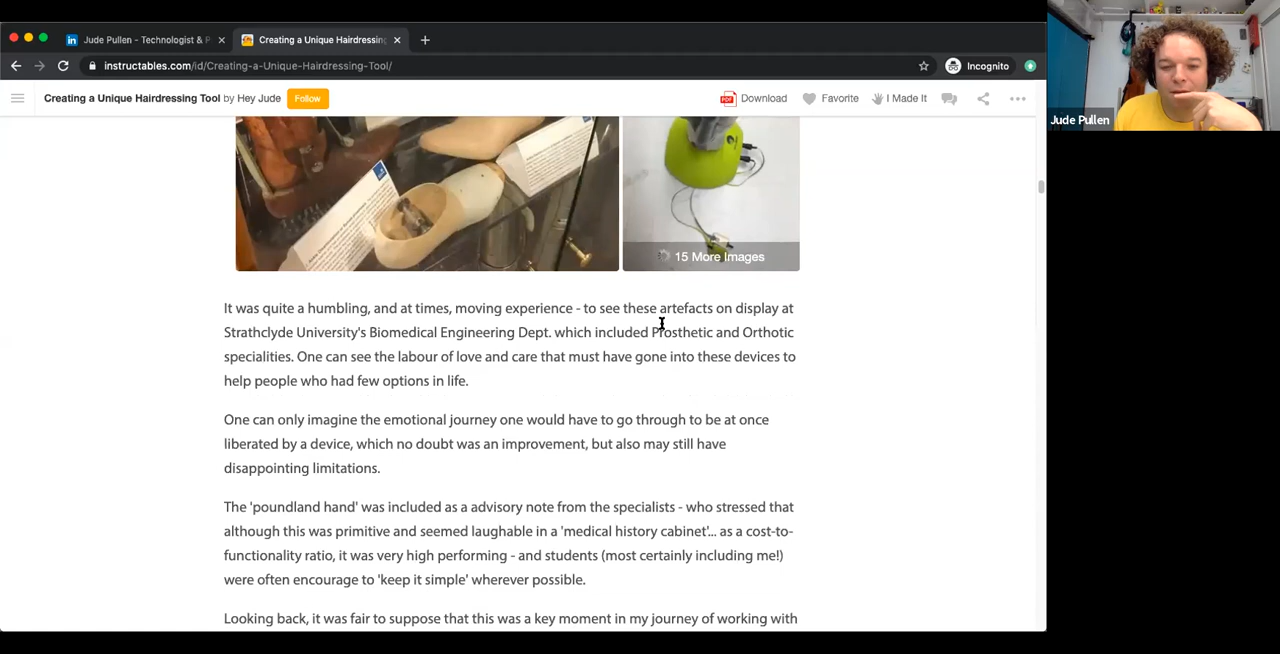 Jude Pullen - Technologist & P
Creating a Unique Hairdressing
instructables.com/id/Creating-a-Unique-Hairdressing-Tool/
Incognito
Creating a Unique Hairdressing Tool by Hey Jude
Follow
Download
Favorite
I Made It
Jude Pullen
15 More Images
It was quite a humbling, and at times, moving experience - to see these artefacts on display at
Strathclyde University's Biomedical Engineering Dept. which included Prosthetic and Orthotic
specialities. One can see the labour of love and care that must have gone into these devices to
help people who had few options in life.
One can only imagine the emotional journey one would have to go through to be at once
liberated by a device, which no doubt was an improvement, but also may still have
disappointing limitations.
The 'poundland hand' was included as a advisory note from the specialists - who stressed that
although this was primitive and seemed laughable in a 'medical history cabinet'... as a cost-to-
functionality ratio, it was very high performing - and students (most certainly including me!)
were often encourage to 'keep it simple' wherever possible.
Looking back, it was fair to suppose that this was a key moment in my journey of working with